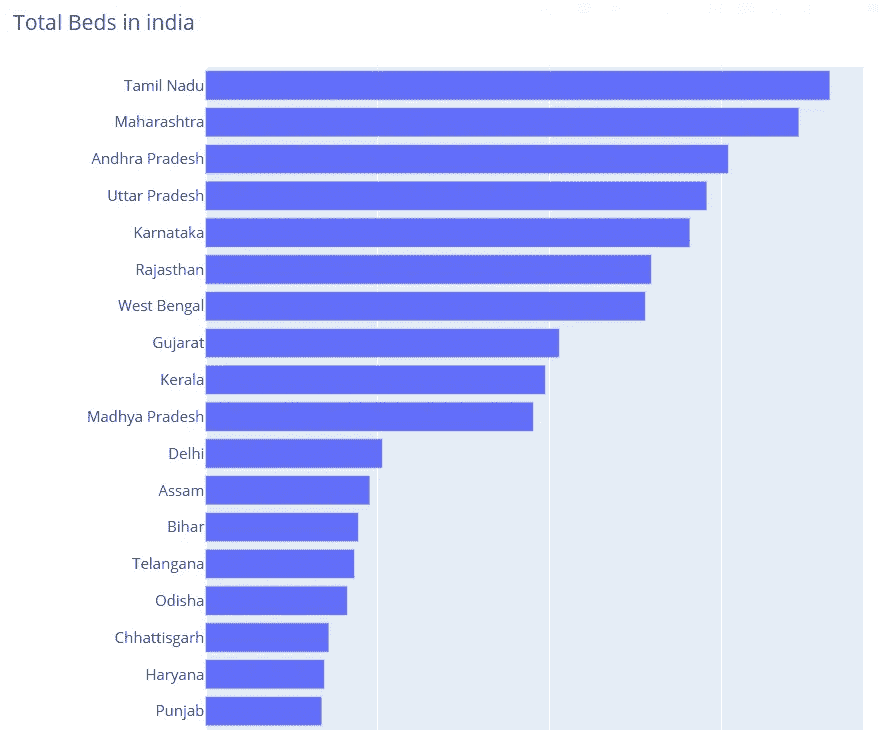 Total Beds in india
Tamil Nadu
Maharashtra
Andhra Pradesh
Uttar Pradesh
Karnataka
Rajasthan
West Bengal
Gujarat
Kerala
Madhya Pradesh
Delhi
Assam
Bihar
Telangana
Odisha
Chhattisgarh
Haryana
Punjab